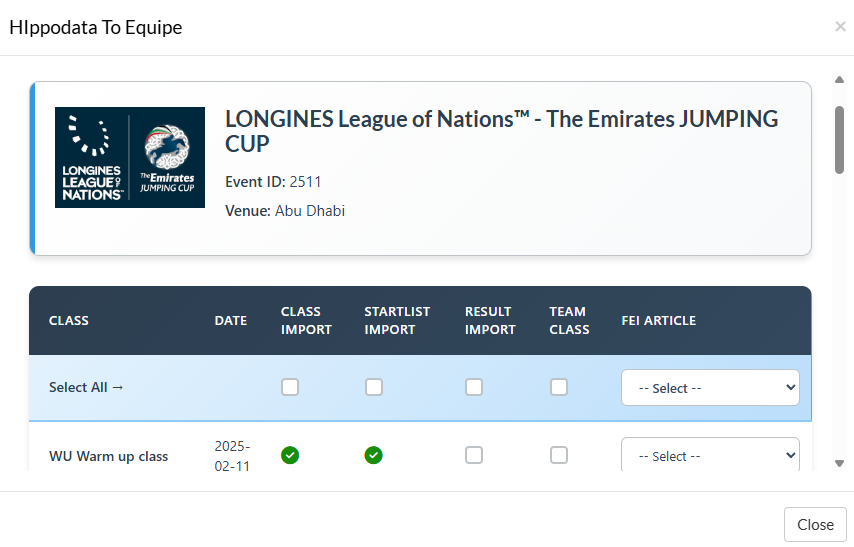 HIppodata To Equipe
×
LONGINES League of Nations™ - The Emirates JUMPING
CUP
LONGINES
LEAGUE OF
NATIONS™
The Emirates
JUMPING CUP
Event ID: 2511
Venue: Abu Dhabi
CLASS DATE CLASS IMPORT STARTLIST IMPORT RESULT IMPORT TEAM CLASS FEI ARTICLE
Select All → -- Select --
WU Warm up class 2025-02-11 -- Select --
Close